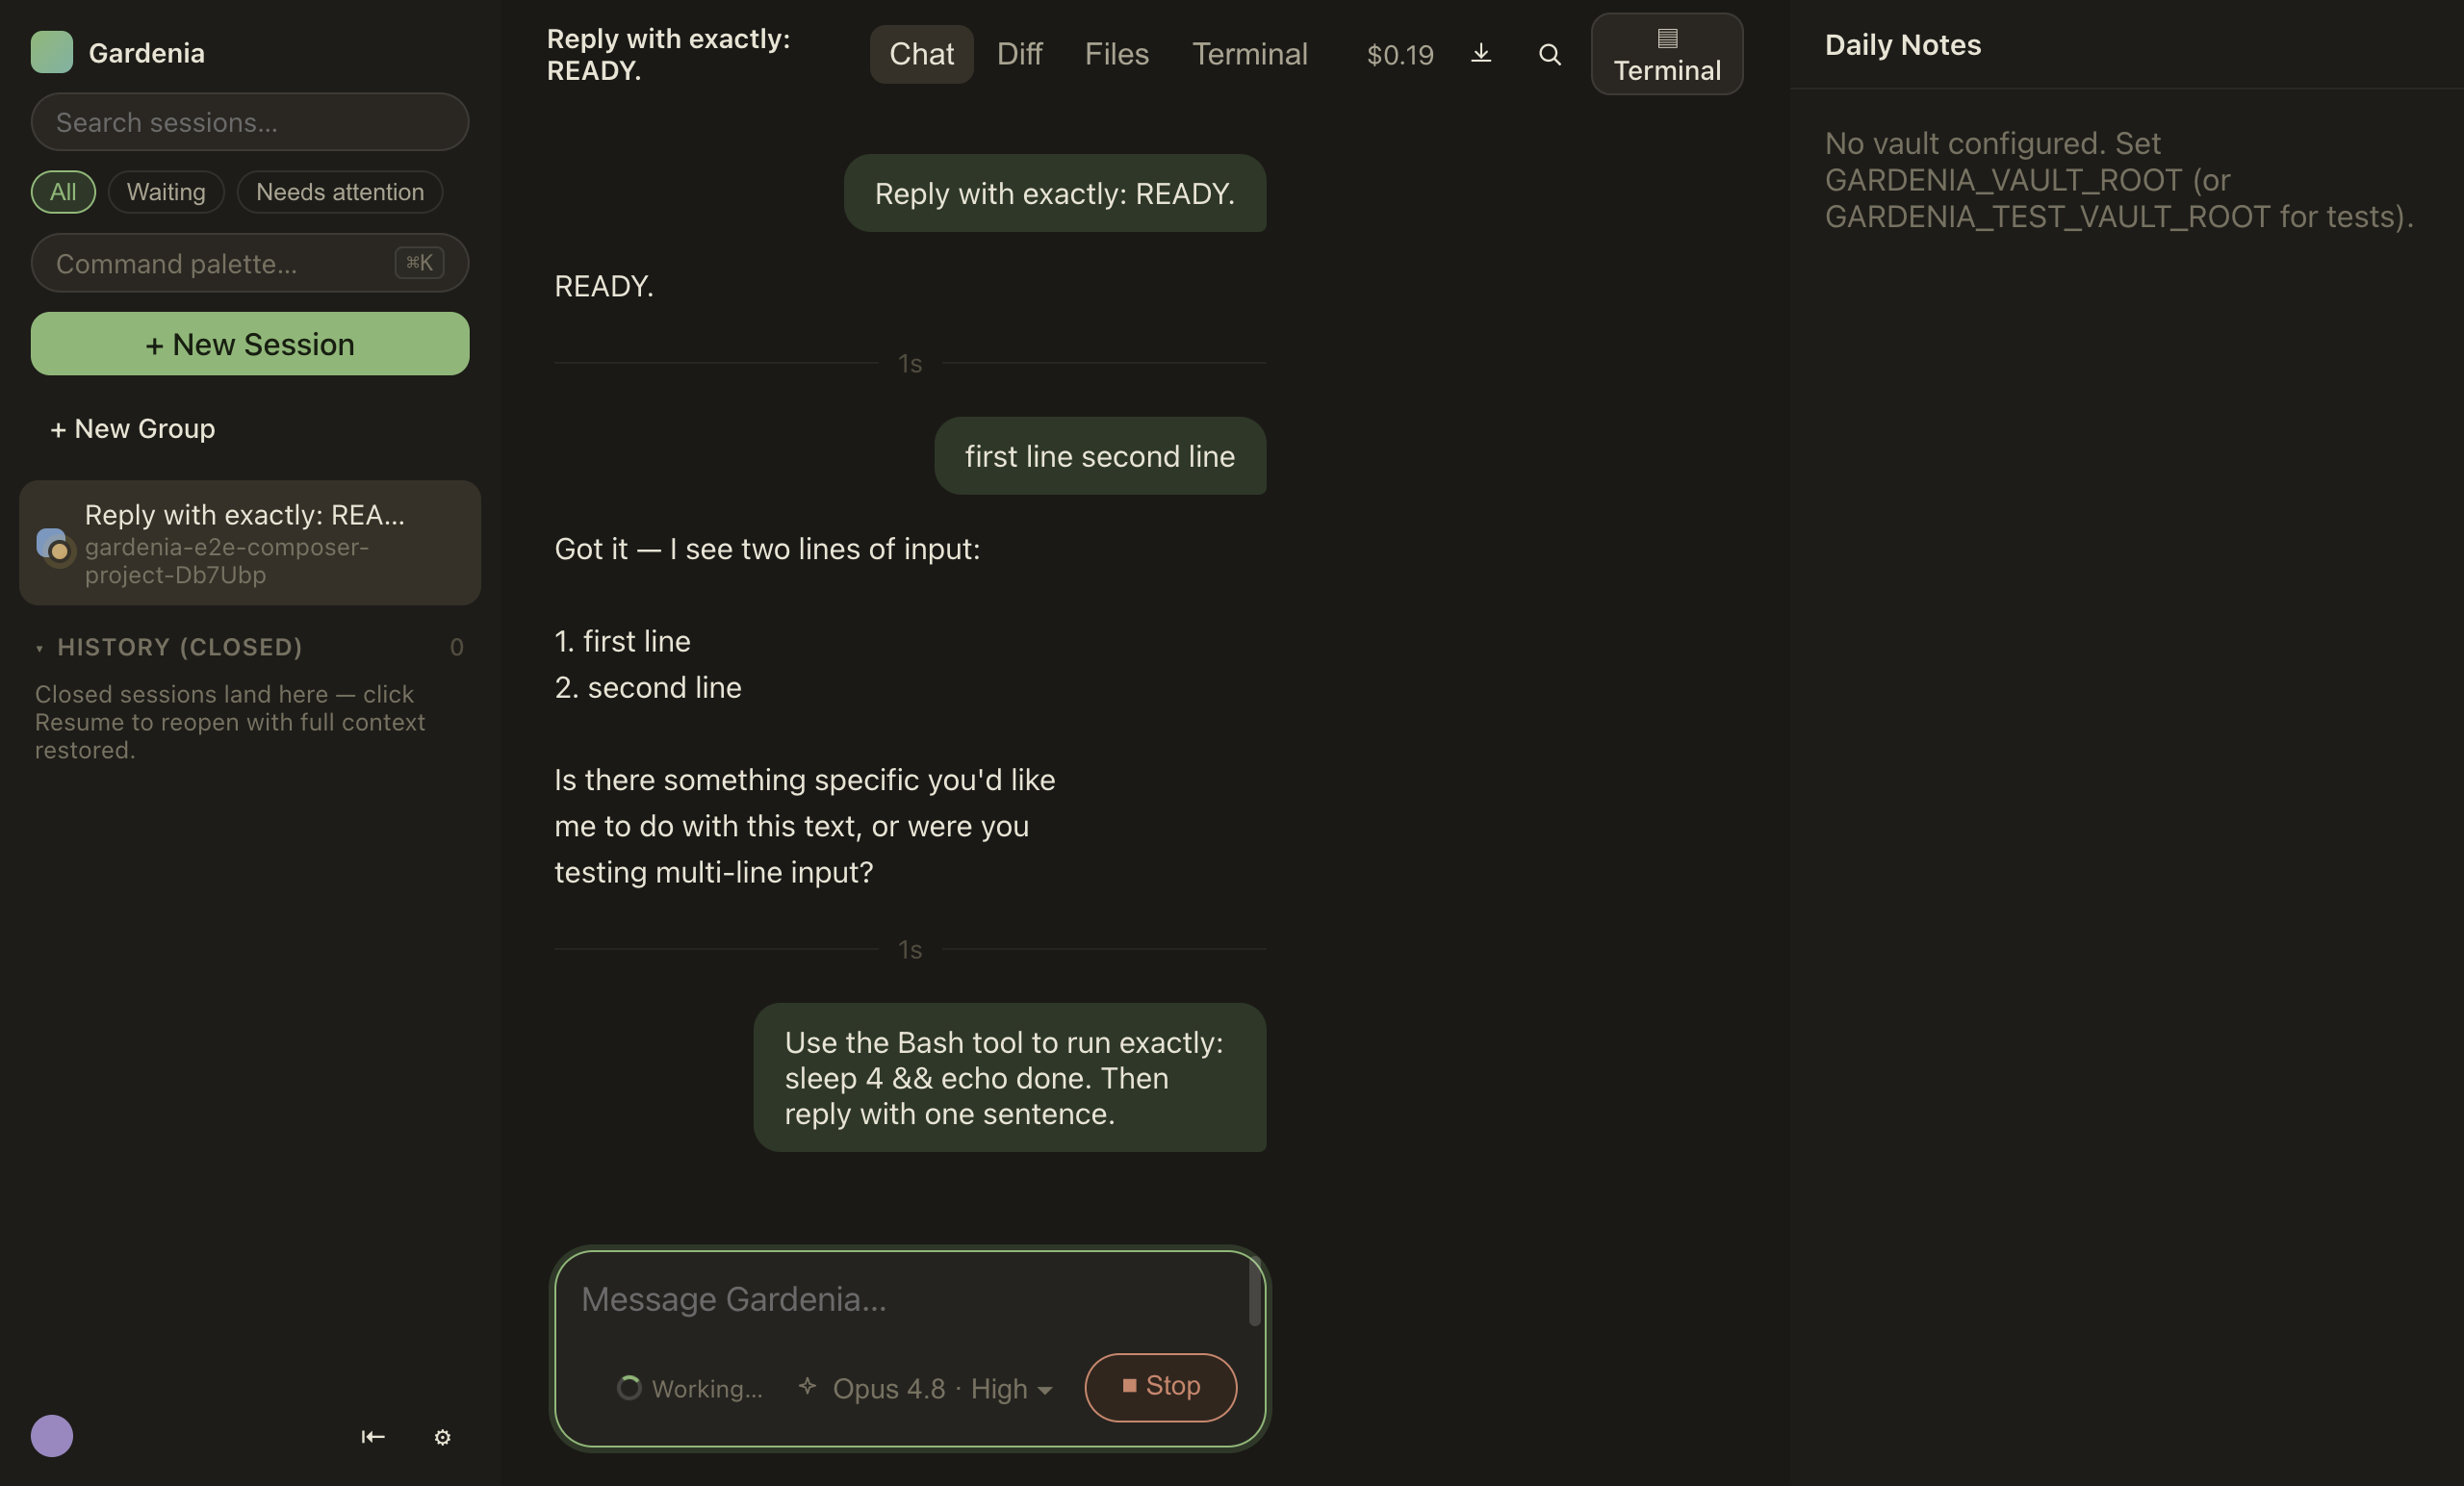 Gardenia
Search sessions...
All
Waiting
Needs attention
Command palette...
⌘K
+ New Session
+ New Group
Reply with exactly: REA...
gardenia-e2e-composer-
project-Db7Ubp
HISTORY (CLOSED)
0
Closed sessions land here — click
Resume to reopen with full context
restored.
Reply with exactly:
READY.
Chat
Diff
Files
Terminal
$0.19
Terminal
Reply with exactly: READY.
READY.
1s
first line second line
Got it — I see two lines of input:
1. first line
2. second line
Is there something specific you'd like
me to do with this text, or were you
testing multi-line input?
1s
Use the Bash tool to run exactly:
sleep 4 && echo done. Then
reply with one sentence.
Message Gardenia...
Working...
Opus 4.8 · High
Stop
Daily Notes
No vault configured. Set
GARDENIA_VAULT_ROOT (or
GARDENIA_TEST_VAULT_ROOT for tests).